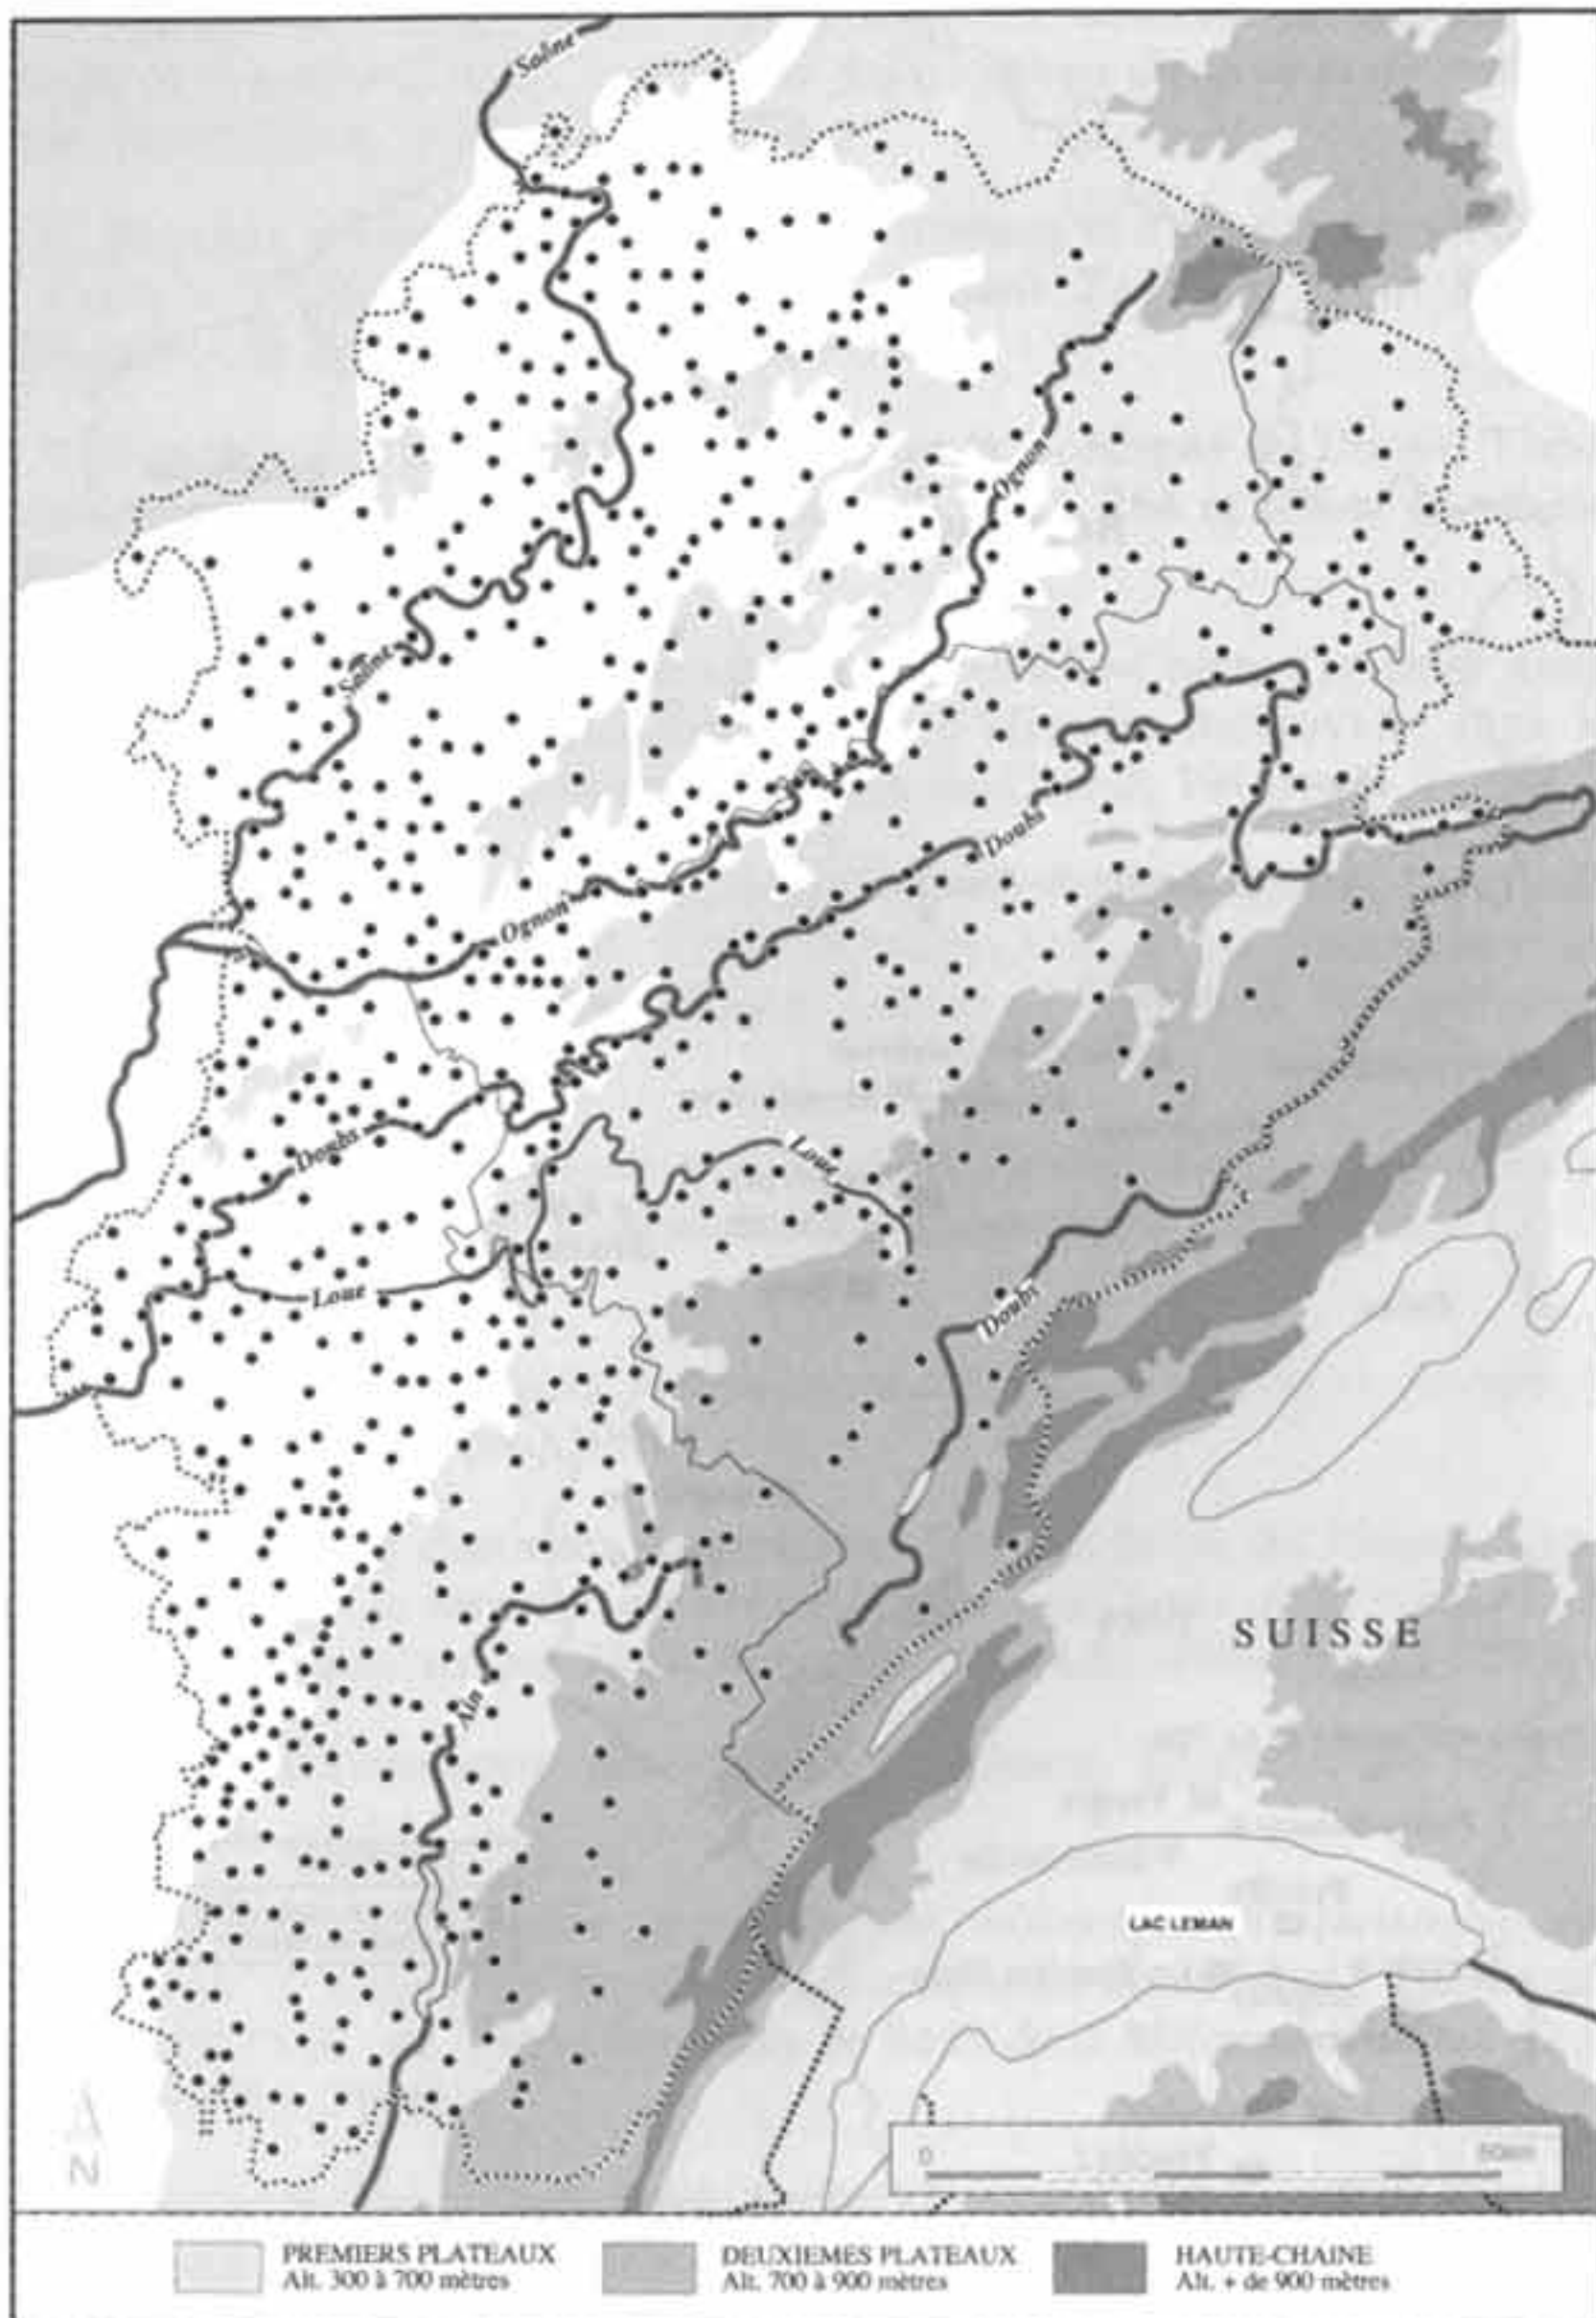 Saône
Ognon
Saône
Doubs
Ognon
Doubs
Loue
Loue
Doubs
Ain
SUISSE
LAC LEMAN
0
N
PREMIERS PLATEAUX
Alt. 300 à 700 mètres
DEUXIEMES PLATEAUX
Alt. 700 à 900 mètres
HAUTE-CHAINE
Alt. + de 900 mètres